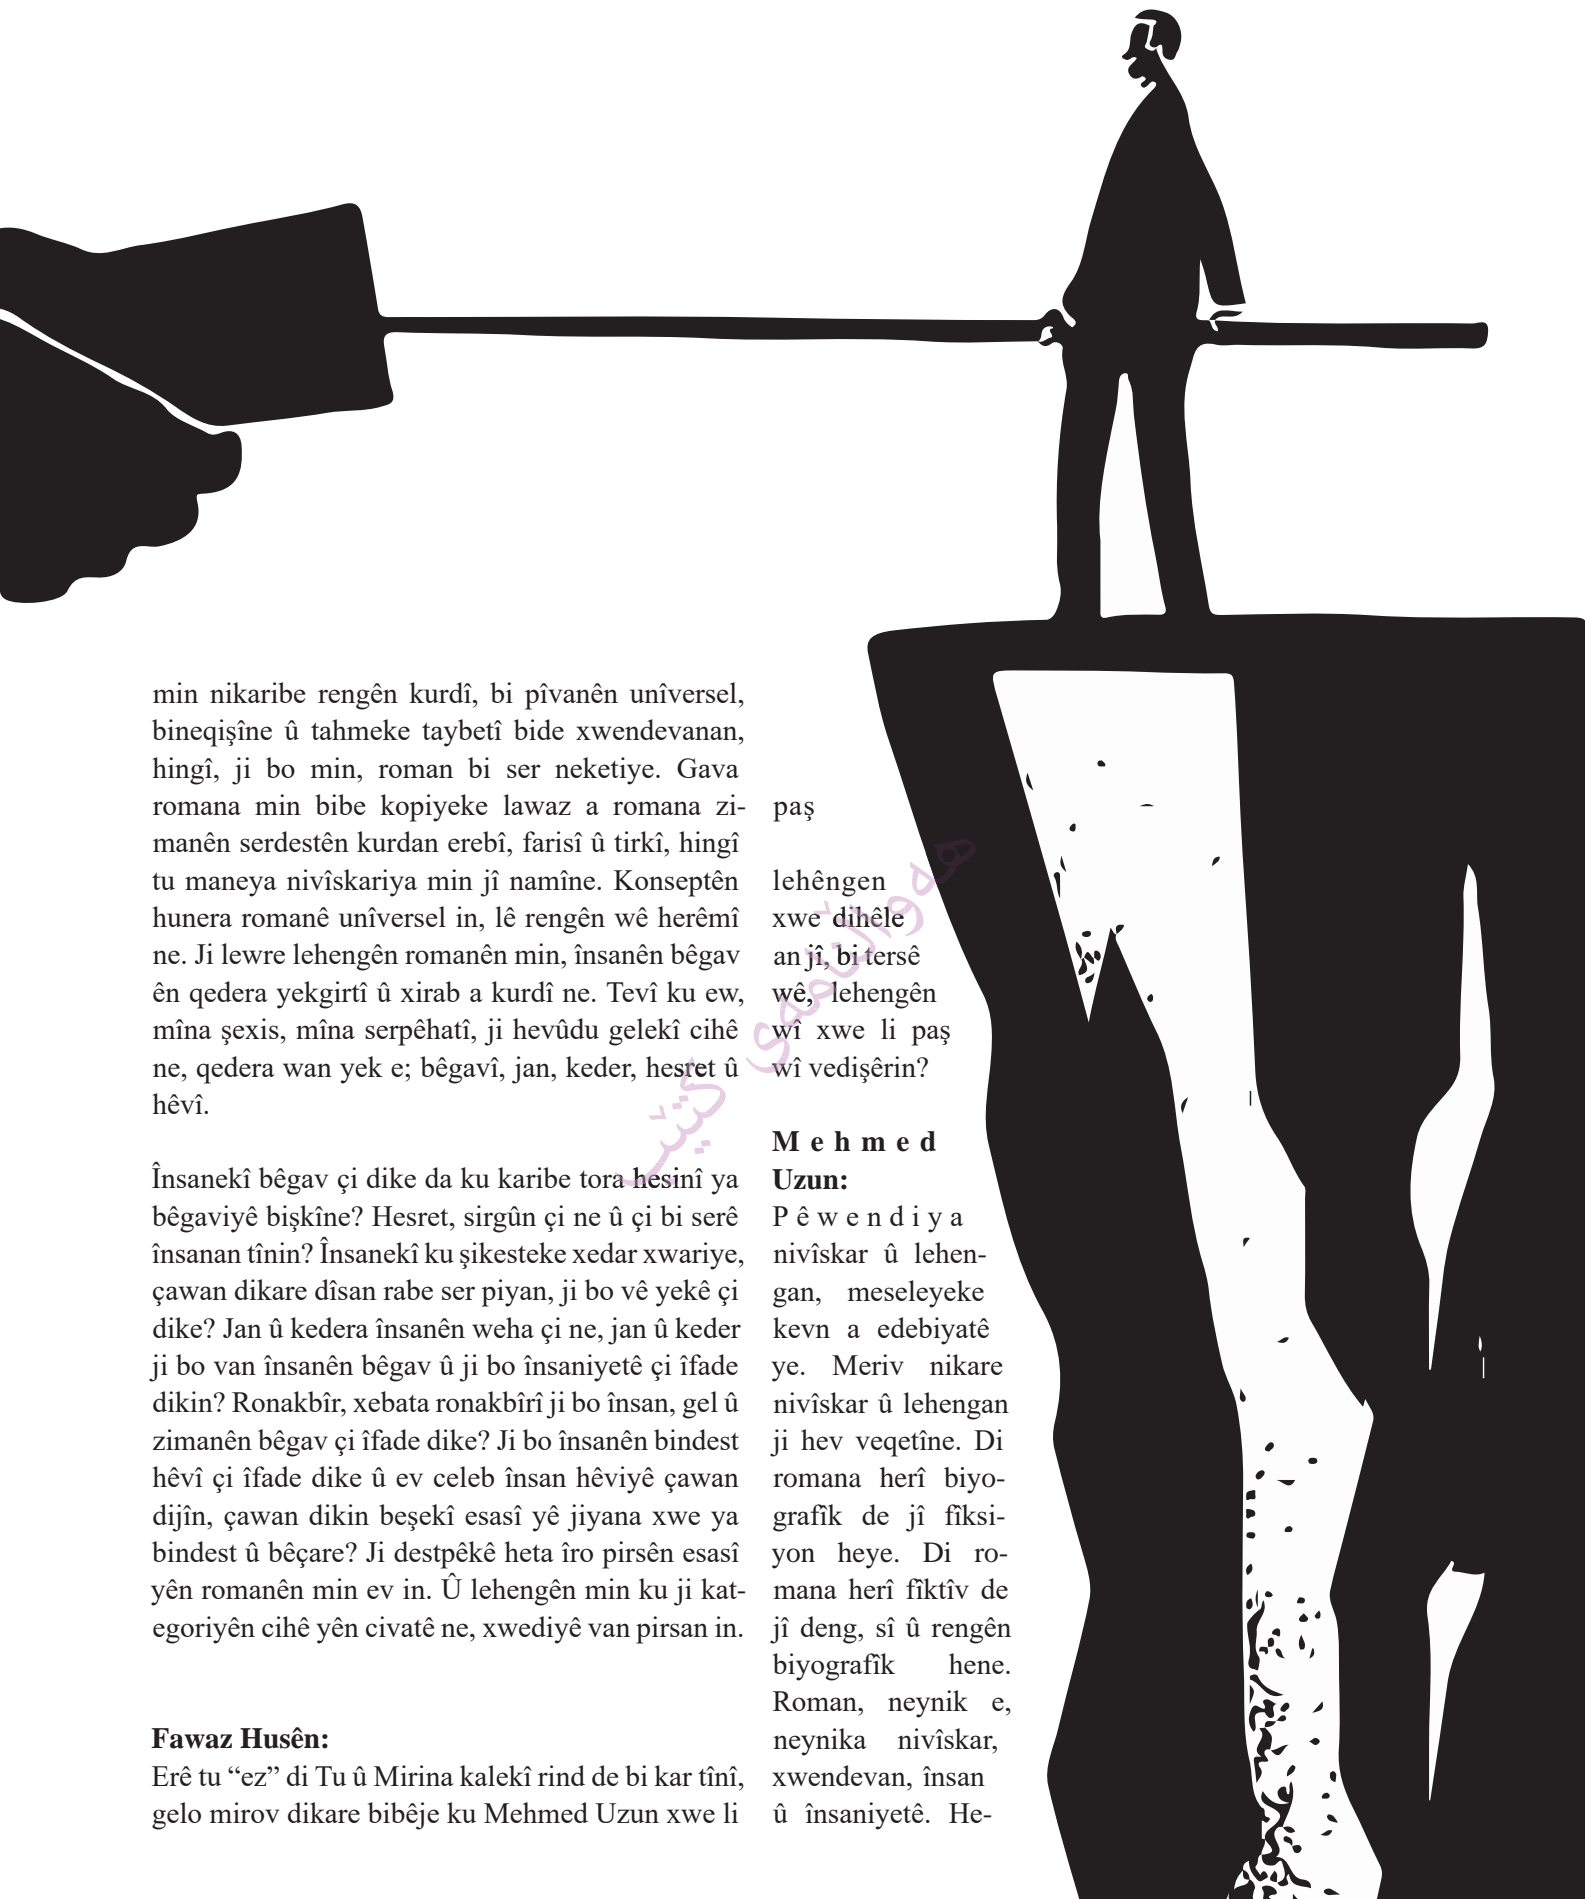 min nikaribe rengên kurdî, bi pîvanên unîversel,
bineqişîne û tahmeke taybetî bide xwendevanan,
hingî, ji bo min, roman bi ser neketiye. Gava
romana min bibe kopiyeke lawaz a romana zi-
manên serdestên kurdan erebî, farisî û tirkî, hingî
tu maneya nivîskariya min jî namîne. Konseptên
hunera romanê unîversel in, lê rengên wê herêmî
ne. Ji lewre lehengên romanên min, însanên bêgav
ên qedera yekgirtî û xirab a kurdî ne. Tevî ku ew,
mîna şexis, mîna serpêhatî, ji hevûdu gelekî cihê
ne, qedera wan yek e; bêgavî, jan, keder, hesret û
hêvî.
Însanekî bêgav çi dike da ku karibe tora hesinî ya
bêgaviyê bişkîne? Hesret, sirgûn çi ne û çi bi serê
însanan tînin? Însanekî ku şikesteke xedar xwariye,
çawan dikare dîsan rabe ser piyan, ji bo vê yekê çi
dike? Jan û kedera însanên weha çi ne, jan û keder
ji bo van însanên bêgav û ji bo însaniyetê çi îfade
dikin? Ronakbîr, xebata ronakbîrî ji bo însan, gel û
zimanên bêgav çi îfade dike? Ji bo însanên bindest
hêvî çi îfade dike û ev celeb însan hêviyê çawan
dijîn, çawan dikin beşekî esasî yê jiyana xwe ya
bindest û bêçare? Ji destpêkê heta îro pirsên esasî
yên romanên min ev in. Û lehengên min ku ji kat-
egoriyên cihê yên civatê ne, xwediyê van pirsan in.
Fawaz Husên:
Erê tu “ez” di Tu û Mirina kalekî rind de bi kar tînî,
gelo mirov dikare bibêje ku Mehmed Uzun xwe li
paş
lehêngen
xwe dihêle
an jî, bi tersê
wê, lehengên
wî xwe li paş
wî vedişêrin?
Mehmed
Uzun:
Pêwendiya
nivîskar û lehen-
gan, meseleyeke
kevn a edebiyatê
ye. Meriv nikare
nivîskar û lehengan
ji hev veqetîne. Di
romana herî biyo-
grafîk de jî fîksi-
yon heye. Di ro-
mana herî fîktîv de
jî deng, sî û rengên
biyografîk hene.
Roman, neynik e,
neynika nivîskar,
xwendevan, însan
û însaniyetê. He-
هەواڵنامەی کتێب